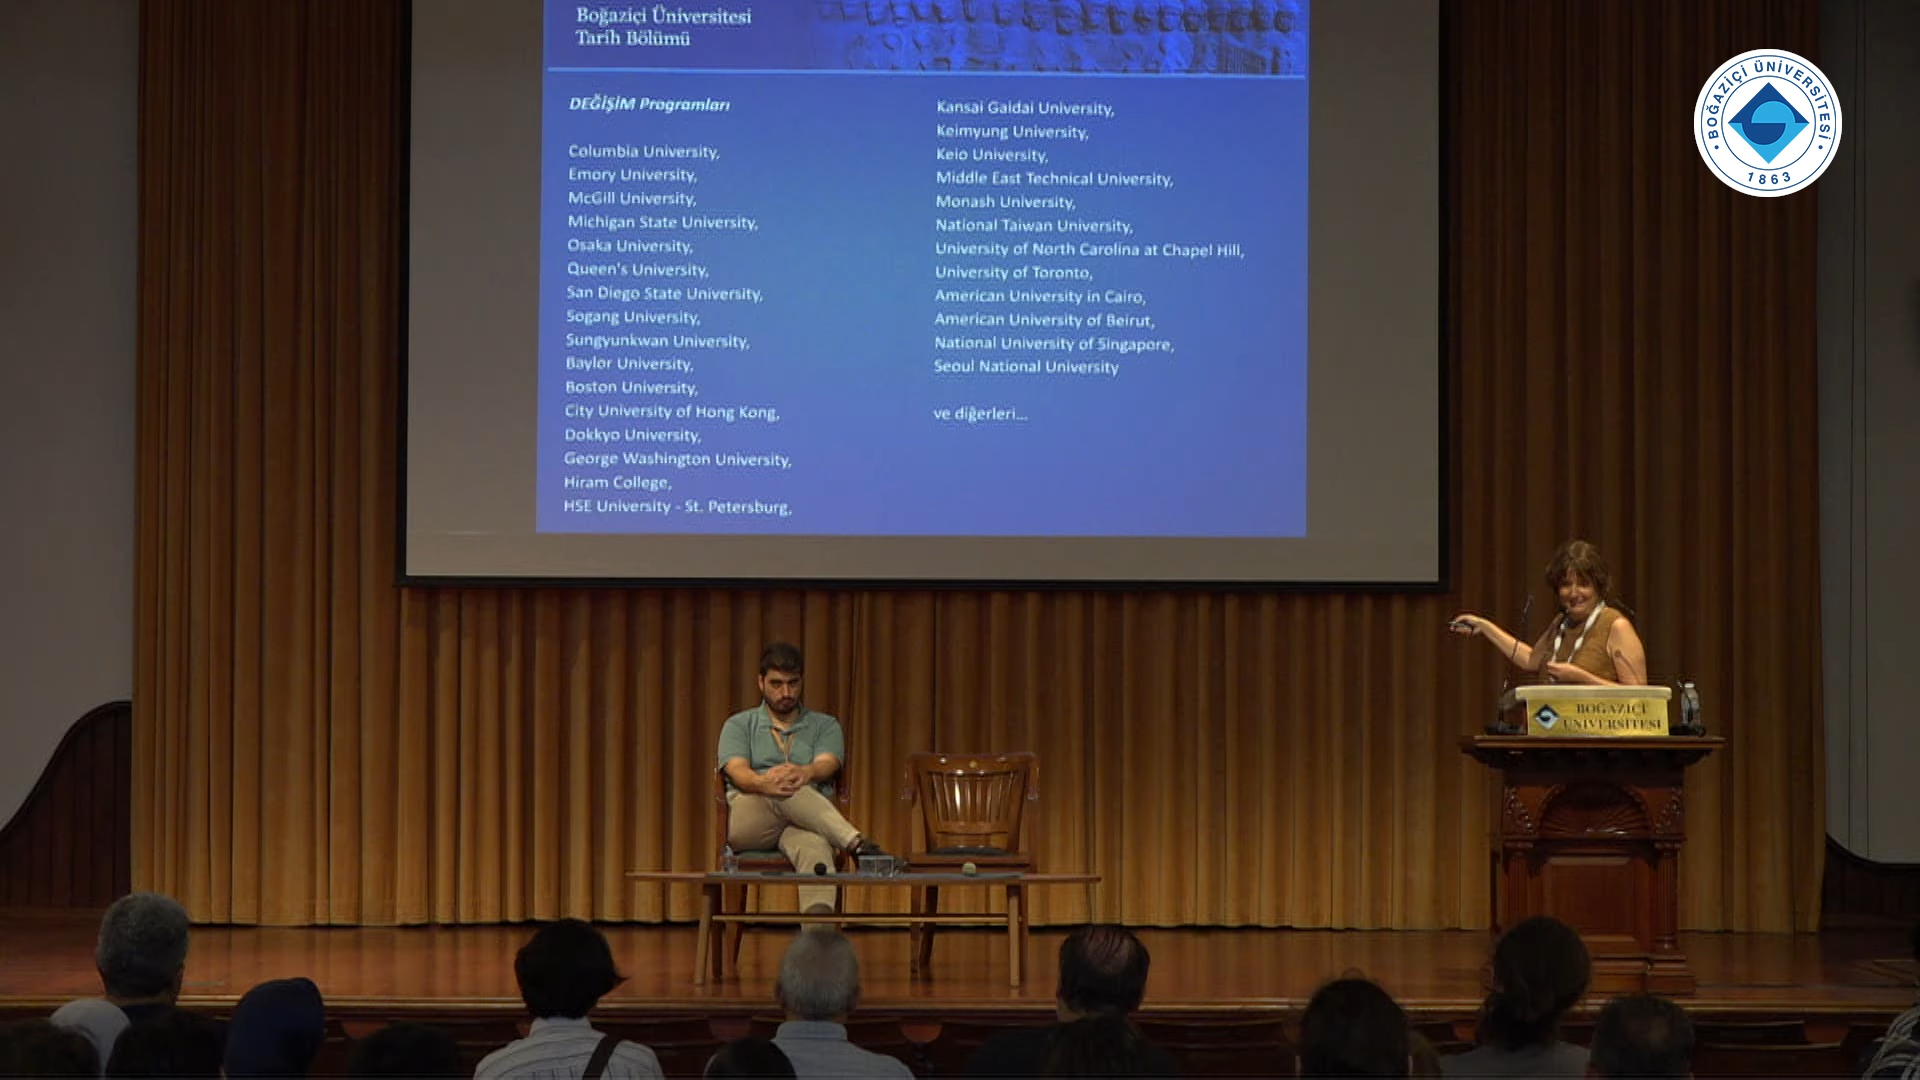 Boğaziçi Üniversitesi
Tarih Bölümü
DEĞİŞİM Programları
Columbia University,
Emory University,
McGill University,
Michigan State University,
Osaka University,
Queen's University,
San Diego State University,
Sogang University,
Sungyunkwan University,
Baylor University,
Boston University,
City University of Hong Kong,
Dokkyo University,
George Washington University,
Hiram College,
HSE University - St. Petersburg,
Kansai Gaidai University,
Keimyung University,
Keio University,
Middle East Technical University,
Monash University,
National Taiwan University,
University of North Carolina at Chapel Hill,
University of Toronto,
American University in Cairo,
American University of Beirut,
National University of Singapore,
Seoul National University
ve diğerleri...
BOĞAZİÇİ ÜNİVERSİTESİ
1863
BOĞAZİÇİ
ÜNİVERSİTESİ